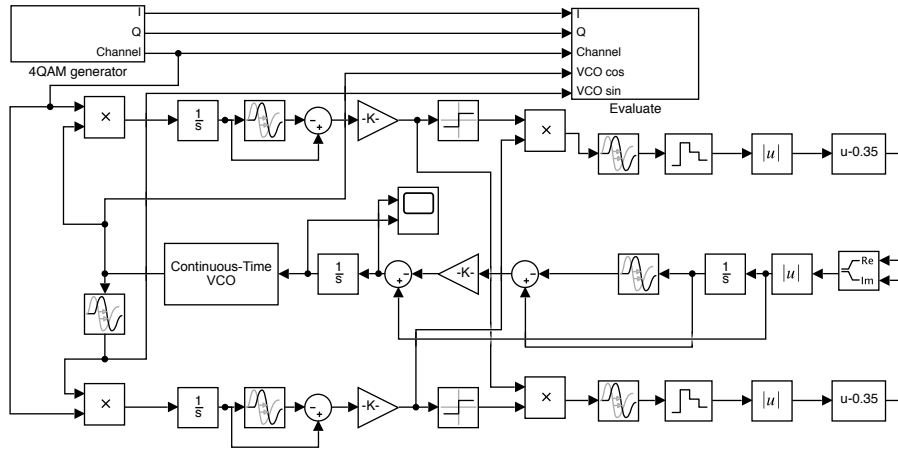 I
Q
Channel
4QAM generator
I
Q
Channel
VCO cos
VCO sin
Evaluate
×
1
s
- +
-K-
×
|u|
u-0.35
Continuous-Time
VCO
1
s
+ -
-K-
- +
1
s
|u|
Re
Im
×
1
s
- +
-K-
×
|u|
u-0.35